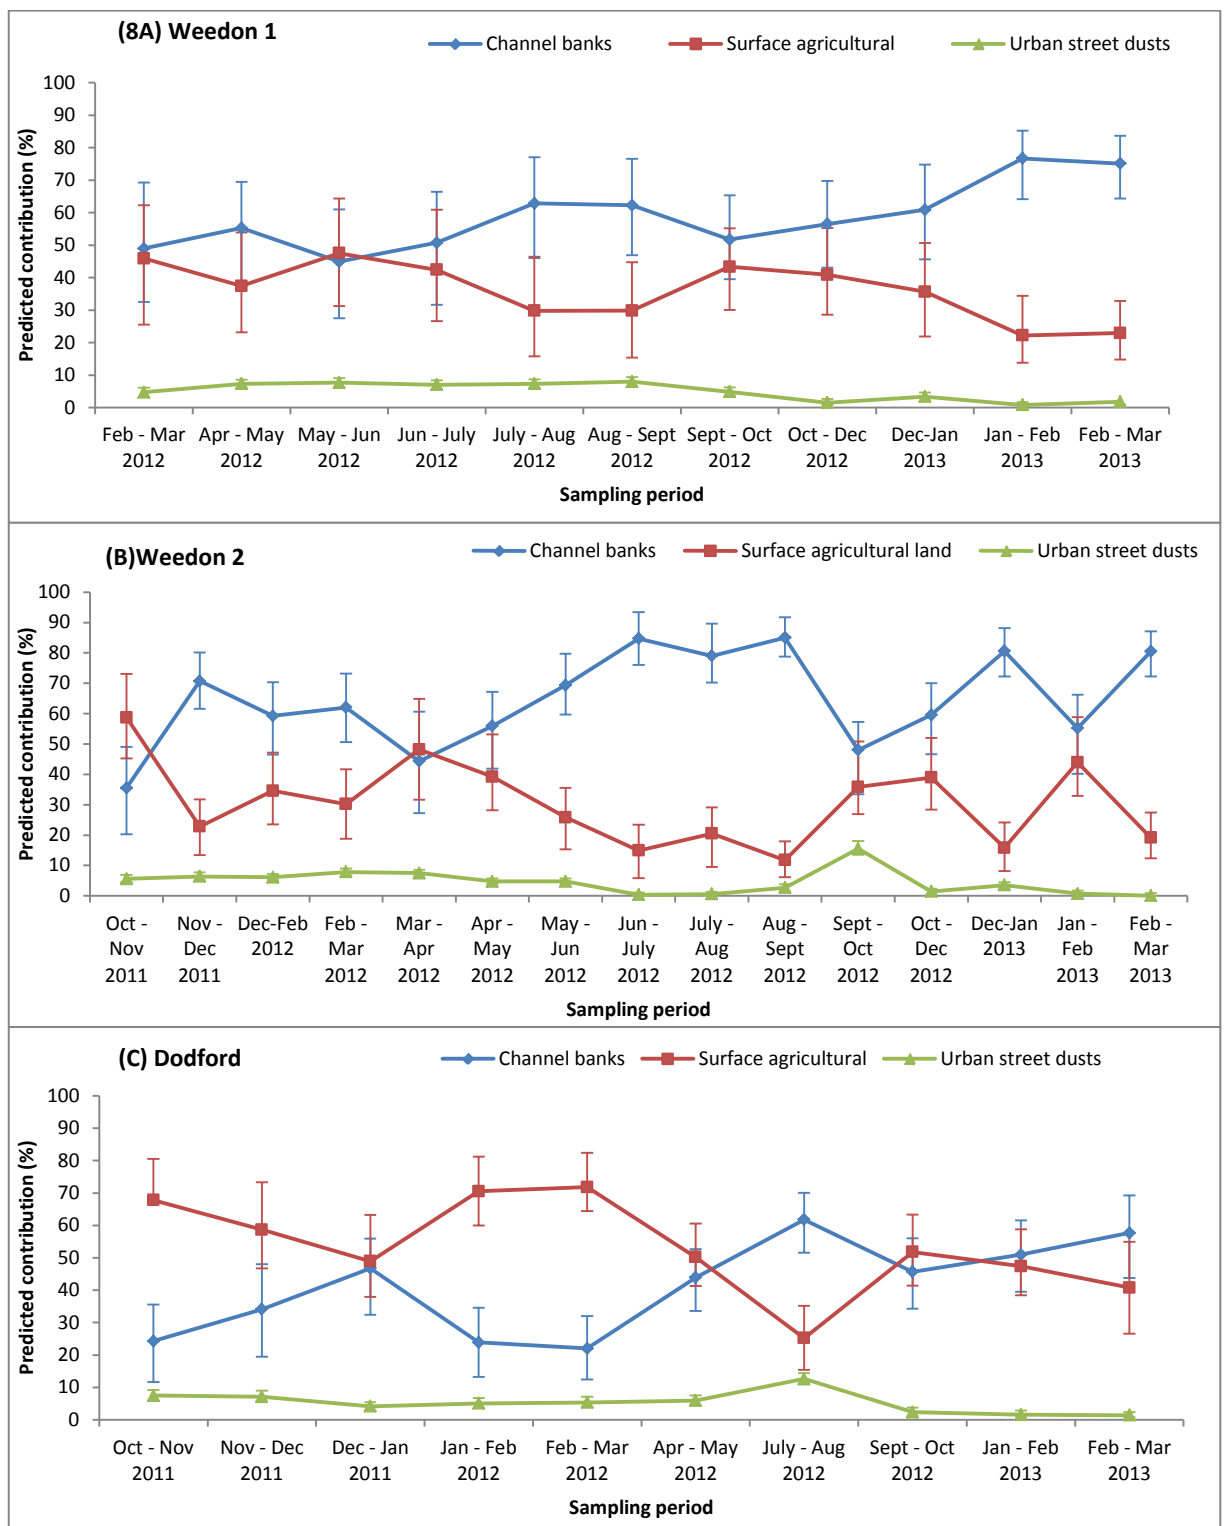 (8A) Weedon 1
Channel banks
Surface agricultural
Urban street dusts
Predicted contribution (%)
100
90
80
70
60
50
40
30
20
10
0
Feb - Mar 2012
Apr - May 2012
May - Jun 2012
Jun - July 2012
July - Aug 2012
Aug - Sept 2012
Sept - Oct 2012
Oct - Dec 2012
Dec-Jan 2013
Jan - Feb 2013
Feb - Mar 2013
Sampling period
(B)Weedon 2
Channel banks
Surface agricultural land
Urban street dusts
Predicted contribution (%)
100
90
80
70
60
50
40
30
20
10
0
Oct - Nov 2011
Nov - Dec 2011
Dec-Feb 2012
Feb - Mar 2012
Mar - Apr 2012
Apr - May 2012
May - Jun 2012
Jun - July 2012
July - Aug 2012
Aug - Sept 2012
Sept - Oct 2012
Oct - Dec 2012
Dec-Jan 2013
Jan - Feb 2013
Feb - Mar 2013
Sampling period
(C) Dodford
Channel banks
Surface agricultural
Urban street dusts
Predicted contribution (%)
100
90
80
70
60
50
40
30
20
10
0
Oct - Nov 2011
Nov - Dec 2011
Dec - Jan 2011
Jan - Feb 2012
Feb - Mar 2012
Apr - May 2012
July - Aug 2012
Sept - Oct 2012
Jan - Feb 2013
Feb - Mar 2013
Sampling period